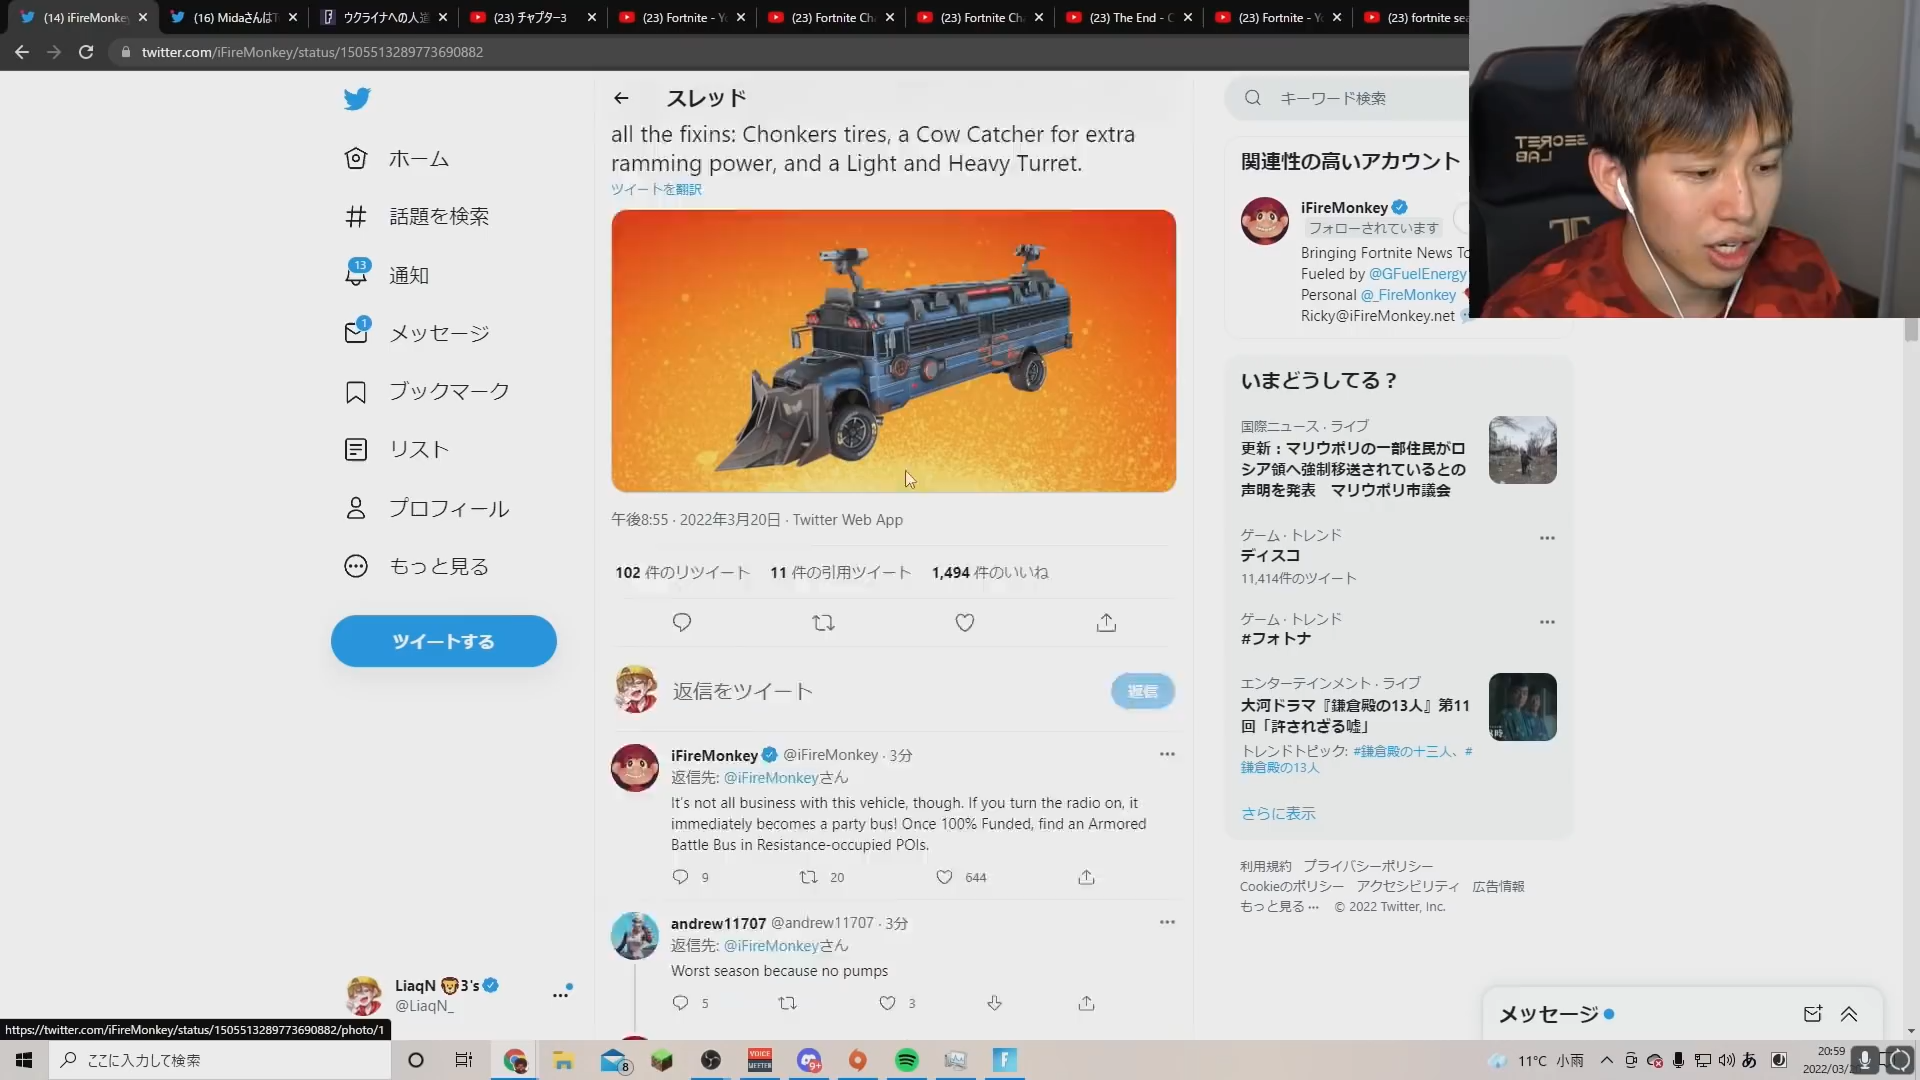 (14) iFireMonkey
(16) Midaさんは
ウクライナへの人道
(23) チャプター3
(23) Fortnite - Y
(23) Fortnite Ch
(23) Fortnite Ch
(23) The End - C
(23) Fortnite - Y
(23) fortnite sea
twitter.com/iFireMonkey/status/1505513289773690882
ホーム
話題を検索
13
通知
1
メッセージ
ブックマーク
リスト
プロフィール
もっと見る
ツイートする
LiaqN 3's
@LiaqN_
スレッド
all the fixins: Chonkers tires, a Cow Catcher for extra
ramming power, and a Light and Heavy Turret.
ツイートを翻訳
午後8:55 · 2022年3月20日 · Twitter Web App
102 件のリツイート 11 件の引用ツイート 1,494 件のいいね
返信をツイート
返信
iFireMonkey @iFireMonkey · 3分
返信先: @iFireMonkeyさん
It's not all business with this vehicle, though. If you turn the radio on, it
immediately becomes a party bus! Once 100% Funded, find an Armored
Battle Bus in Resistance-occupied POIs.
9 20 644
andrew11707 @andrew11707 · 3分
返信先: @iFireMonkeyさん
Worst season because no pumps
5 3
キーワード検索
関連性の高いアカウント
iFireMonkey
フォローされています
Bringing Fortnite News To
Fueled by @GFuelEnergy
Personal @_FireMonkey
Ricky@iFireMonkey.net
SECRET
LAB
いまどうしてる？
国際ニュース · ライブ
更新：マリウポリの一部住民がロ
シア領へ強制移送されているとの
声明を発表 マリウポリ市議会
ゲーム · トレンド
ディスコ
11,414件のツイート
ゲーム · トレンド
#フォトナ
エンターテインメント · ライブ
大河ドラマ『鎌倉殿の13人』第11
回「許されざる嘘」
トレンドトピック: #鎌倉殿の十三人、#
鎌倉殿の13人
さらに表示
利用規約 プライバシーポリシー
Cookieのポリシー アクセシビリティ 広告情報
もっと見る ··· © 2022 Twitter, Inc.
メッセージ
https://twitter.com/iFireMonkey/status/1505513289773690882/photo/1
ここに入力して検索
8
VOICE
MEETER
9+
11°C 小雨
あ
20:59
2022/03/